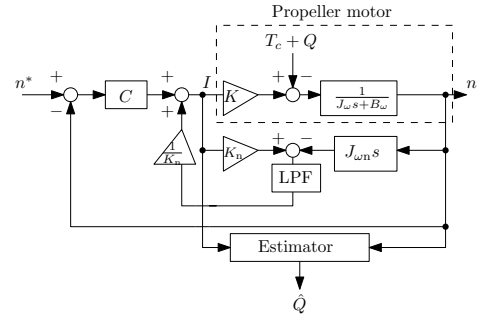 Propeller motor
T_c + Q
n*
+
−
C
+
+
I
K
+
−
1
J_ω s + B_ω
n
1
K_n
K_n
+
−
J_ωn s
LPF
Estimator
Q̂